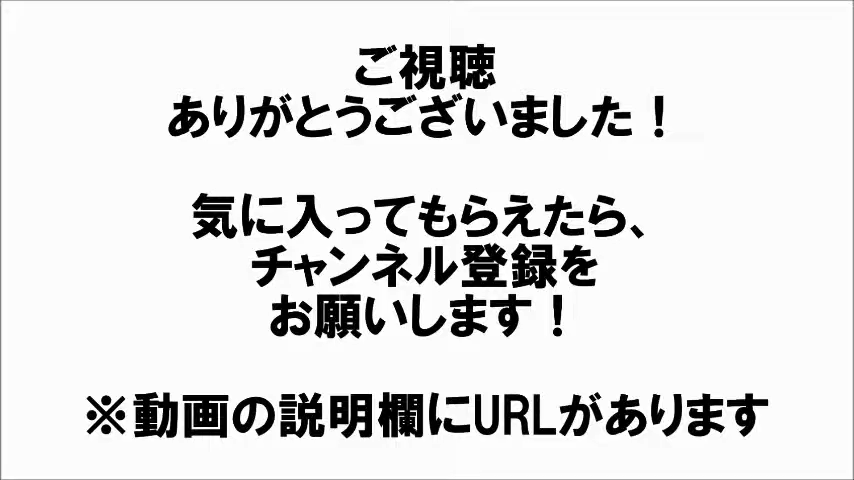 ご視聴
ありがとうございました！
気に入ってもらえたら、
チャンネル登録を
お願いします！
※動画の説明欄にURLがあります